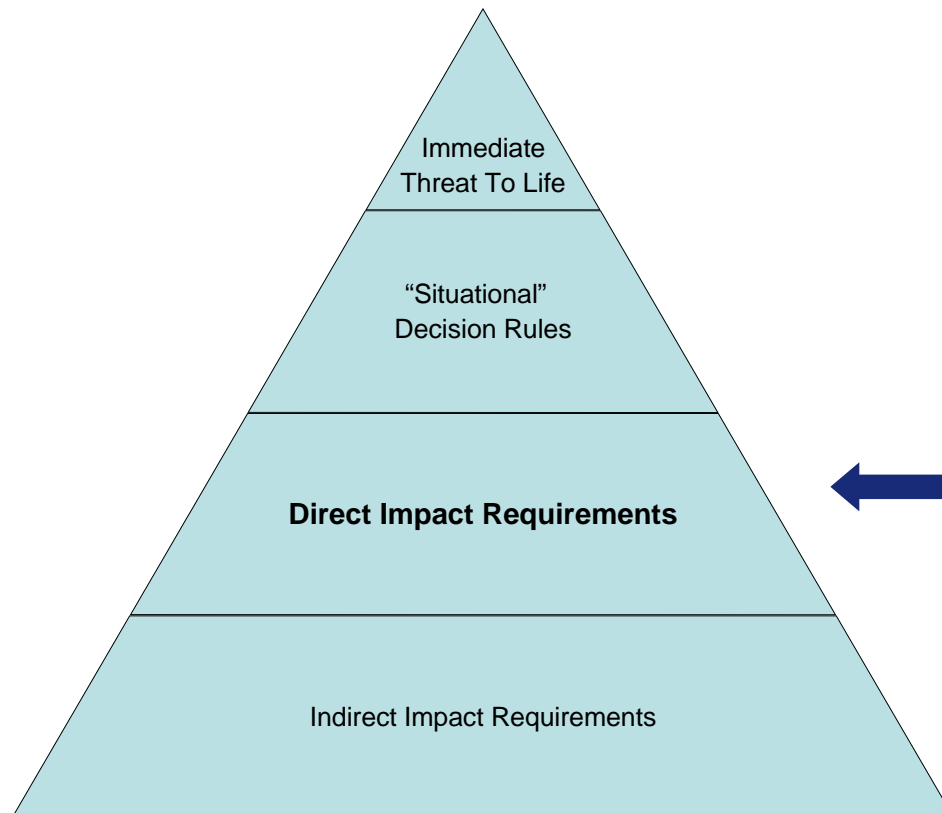 Immediate
Threat To Life
“Situational”
Decision Rules
Direct Impact Requirements
Indirect Impact Requirements